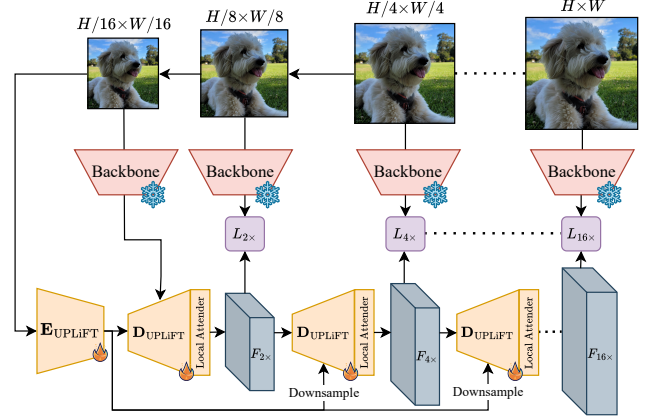 H/16×W/16
H/8×W/8
H/4×W/4
H×W
Backbone
Backbone
Backbone
Backbone
L2×
L4×
L16×
EUPLiFT
DUPLiFT
Local Attender
F2×
DUPLiFT
Local Attender
F4×
DUPLiFT
Local Attender
F16×
Downsample
Downsample